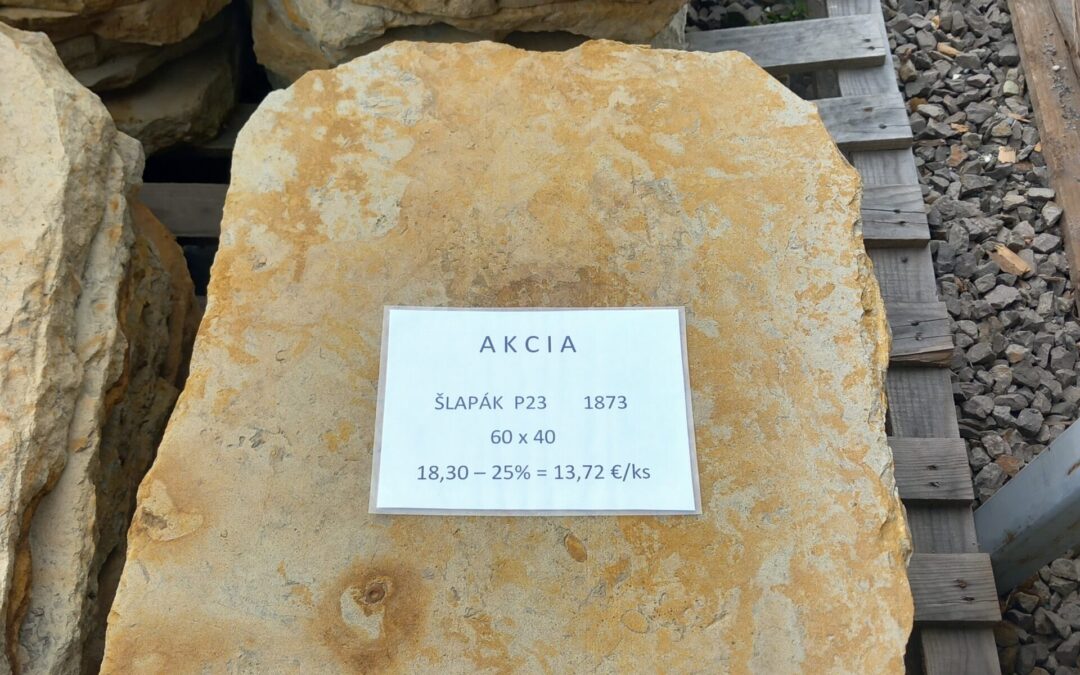 AKCIA
ŠLAPÁK P23 1873
60 x 40
18,30 – 25% = 13,72 €/ks